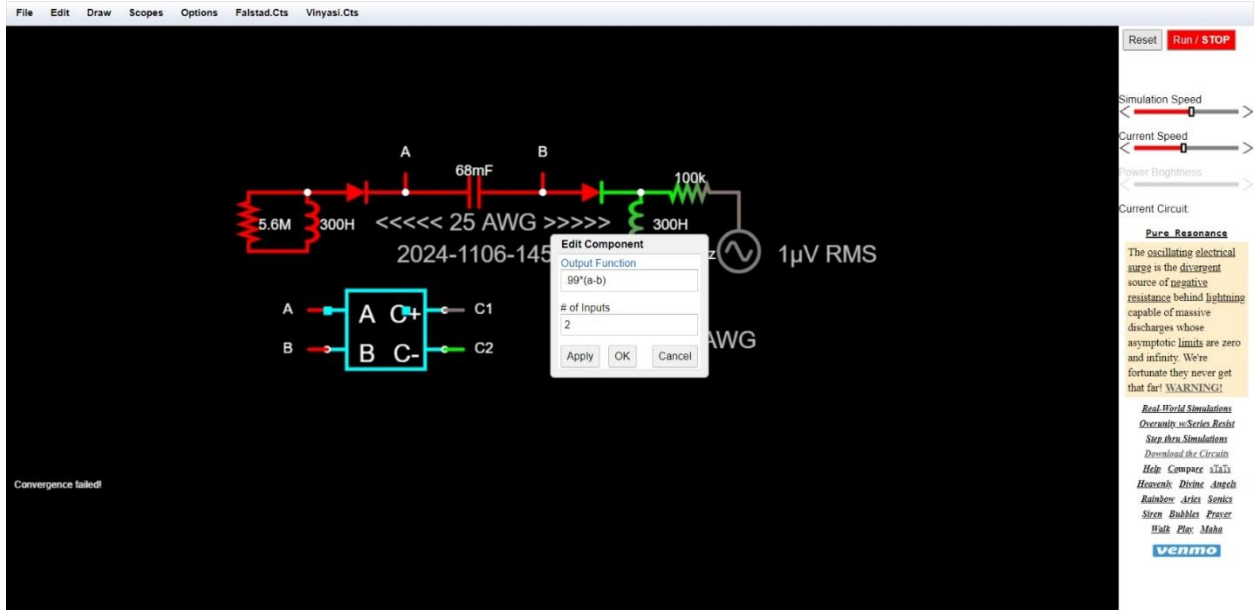 File Edit Draw Scopes Options Falstad.Cts Vinyasi.Cts
Reset Run / STOP
Simulation Speed
Current Speed
Power Brightness
Current Circuit:
Pure Resonance
The oscillating electrical
surge is the divergent
source of negative
resistance behind lightning
capable of massive
discharges whose
asymptotic limits are zero
and infinity. We're
fortunate they never get
that far! WARNING!
Real-World Simulations
Overunity w/Series Resist
Step thru Simulations
Download the Circuits
Help Compare sTaTs
Heavenly Divine Angels
Rainbow Aries Sonics
Siren Bubbles Prayer
Walk Play Maha
venmo
A B
68mF 100k
5.6M 300H <<<<< 25 AWG >>>>> 300H
2024-1106-145 z 1µV RMS
Edit Component
Output Function
.99*(a-b)
# of Inputs
2
Apply OK Cancel
AWG
A A C+ C1
B B C- C2
Convergence failed!